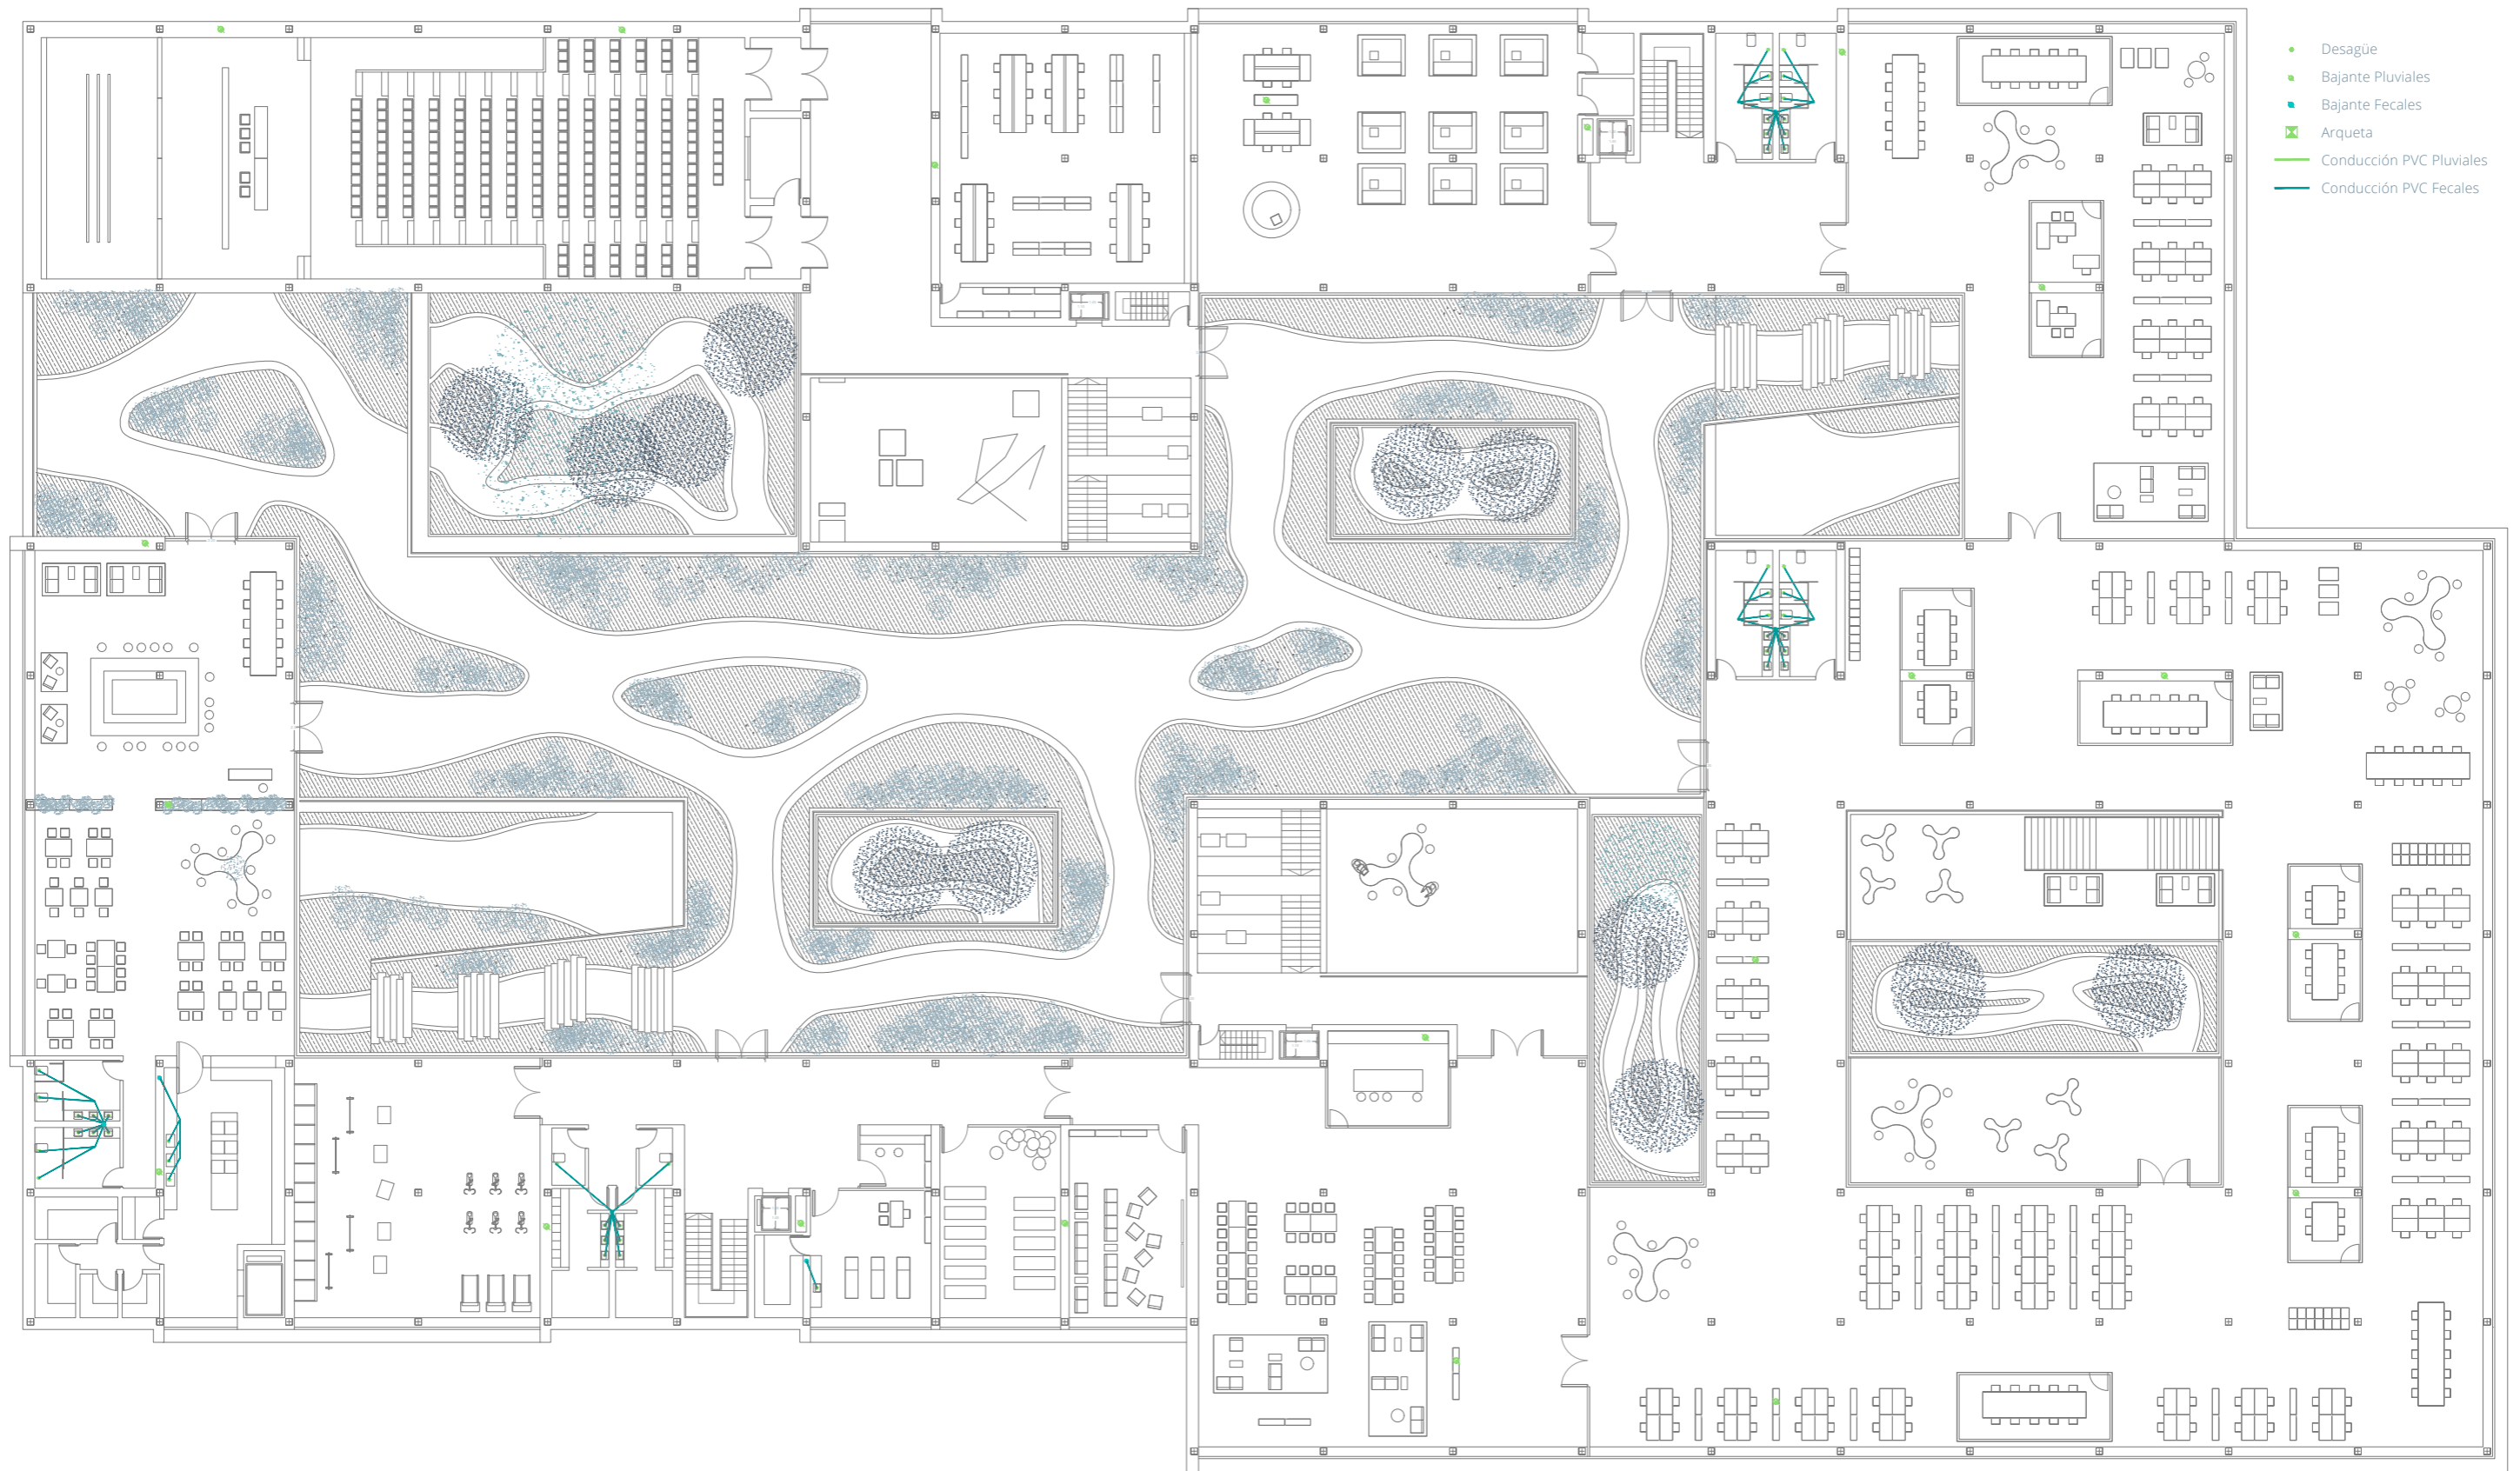 Desagüe
Bajante Pluviales
Bajante Fecales
Arqueta
Conducción PVC Pluviales
Conducción PVC Fecales